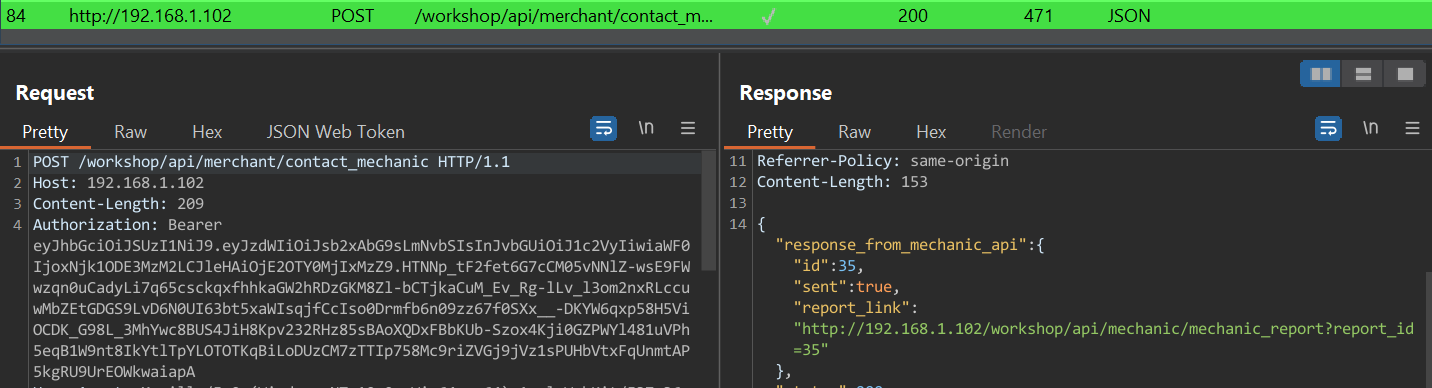 84 http://192.168.1.102 POST /workshop/api/merchant/contact_m... 200 471 JSON
Request
Pretty Raw Hex JSON Web Token \n
1 POST /workshop/api/merchant/contact_mechanic HTTP/1.1
2 Host: 192.168.1.102
3 Content-Length: 209
4 Authorization: Bearer
eyJhbGciOiJSUzI1NiJ9.eyJzdWIiOiJsb2xAbG9sLmNvbSIsInJvbGUiOiJ1c2VyIiwiaWF0
IjoxNjk1ODE3MzM2LCJleHAiOjE2OTY0MjIxMzZ9.HTNNp_tF2fet6G7cCM05vNNlZ-wsE9FW
wzqn0uCadyLi7q65csckqxfhhkaGW2hRDzGKM8Zl-bCTjkaCuM_Ev_Rg-lLv_l3om2nxRLccu
wMbZEtGDGS9LvD6N0UI63bt5xaWIsqjfCcIso0Drmfb6n09zz67f0SXx__-DKYW6qxp58H5Vi
OCDK_G98L_3MhYwc8BUS4JiH8Kpv232RHz85sBAoXQDxFBbKUb-Szox4Kji0GZPWYl481uVPh
5eqB1W9nt8IkYtlTpYLOTOTKqBiLoDUzCM7zTTIp758Mc9riZVGj9jVz1sPUHbVtxFqUnmtAP
5kgRU9UrEOWkwaiapA
Response
Pretty Raw Hex Render \n
11 Referrer-Policy: same-origin
12 Content-Length: 153
13
14 {
"response_from_mechanic_api":{
"id":35,
"sent":true,
"report_link":
"http://192.168.1.102/workshop/api/mechanic/mechanic_report?report_id
=35"
},